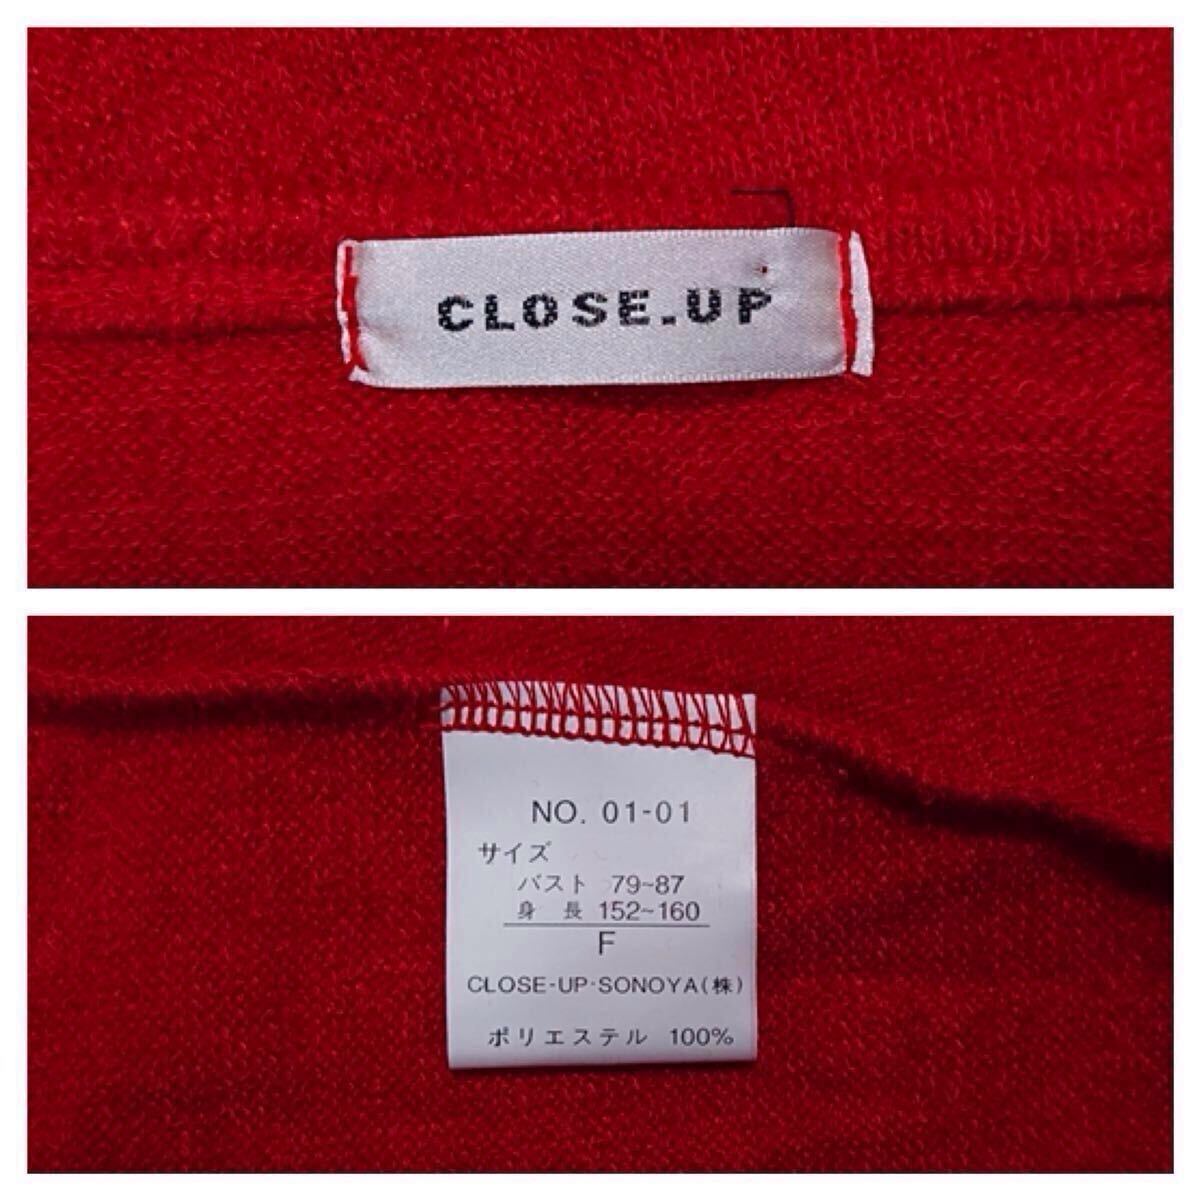 CLOSE.UP
NO. 01-01
サイズ
バスト 79~87
身 長 152~160
F
CLOSE-UP·SONOYA(株)
ポリエステル 100%